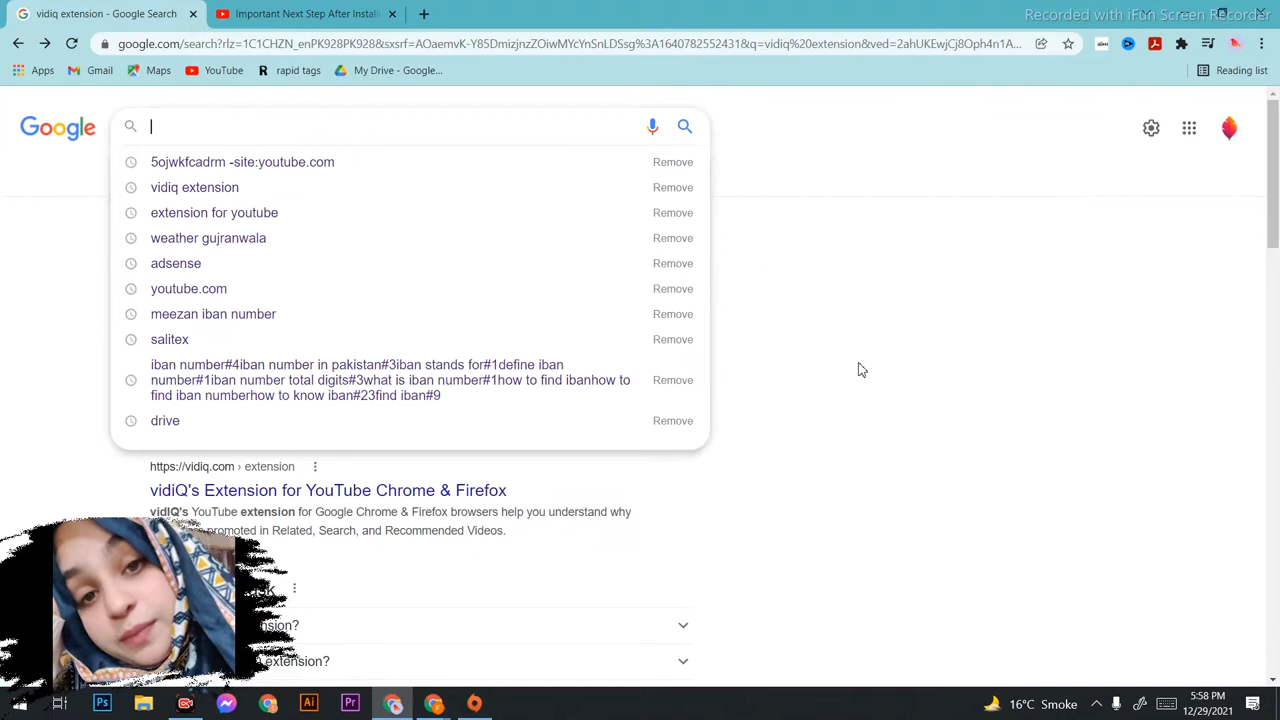 vidiq extension - Google Search
Important Next Step After Install
Recorded with iFun Screen Recorder
google.com/search?rlz=1C1CHZN_enPK928PK928&sxsrf=AOaemvK-Y85DmizjnzZOiwMYcYnSnLDSsg%3A1640782552431&q=vidiq%20extension&ved=2ahUKEwjCj8Oph4n1A...
Apps
Gmail
Maps
YouTube
R rapid tags
My Drive - Google...
Reading list
Google
5ojwkfcadrm -site:youtube.com Remove
vidiq extension Remove
extension for youtube Remove
weather gujranwala Remove
adsense Remove
youtube.com Remove
meezan iban number Remove
salitex Remove
iban number#4iban number in pakistan#3iban stands for#1define iban
number#1iban number total digits#3what is iban number#1how to find ibanhow to Remove
find iban numberhow to know iban#23find iban#9
drive Remove
https://vidiq.com › extension
vidiQ's Extension for YouTube Chrome & Firefox
vidIQ's YouTube extension for Google Chrome & Firefox browsers help you understand why
promoted in Related, Search, and Recommended Videos.
extension?
Ps
Ai
Pr
16°C Smoke
5:58 PM
12/29/2021